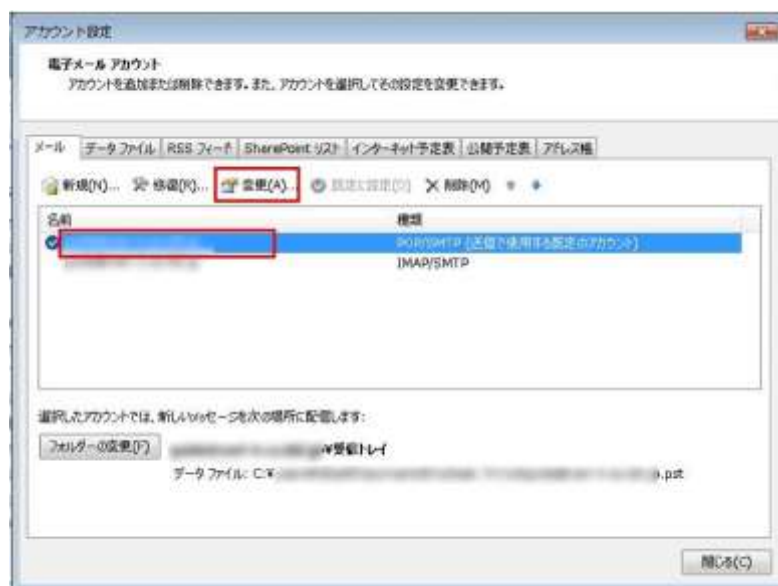 アカウント設定
電子メール アカウント
アカウントを追加または削除できます。また、アカウントを選択してその設定を変更できます。
メール データ ファイル RSS フィード SharePoint リスト インターネット予定表 公開予定表 アドレス帳
新規(N)... 修復(R)... 変更(A)... 既定に設定(D) 削除(M)
名前 種類
POP/SMTP (送信で使用する既定のアカウント)
IMAP/SMTP
選択したアカウントでは、新しいメッセージを次の場所に配信します:
フォルダーの変更(F) ¥受信トレイ
データ ファイル: C:¥ .pst
閉じる(C)